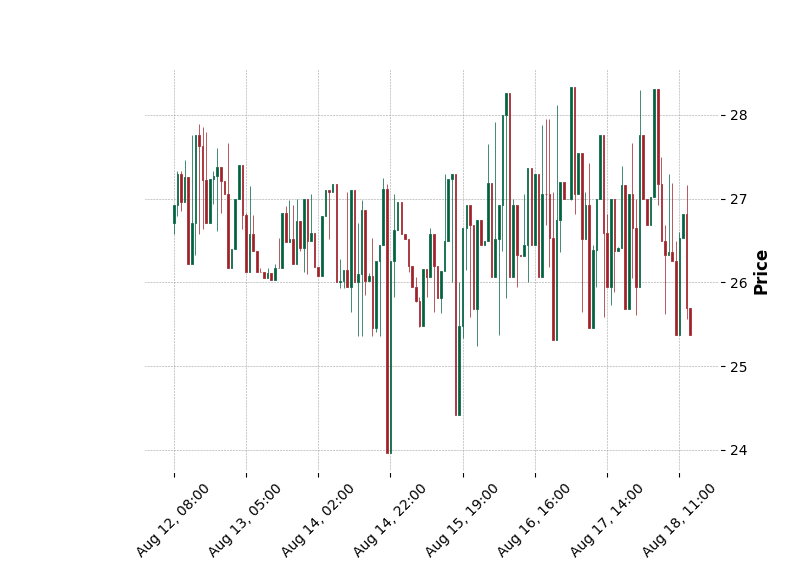 28
27
26
25
24
Price
Aug 12, 08:00
Aug 13, 05:00
Aug 14, 02:00
Aug 14, 22:00
Aug 15, 19:00
Aug 16, 16:00
Aug 17, 14:00
Aug 18, 11:00